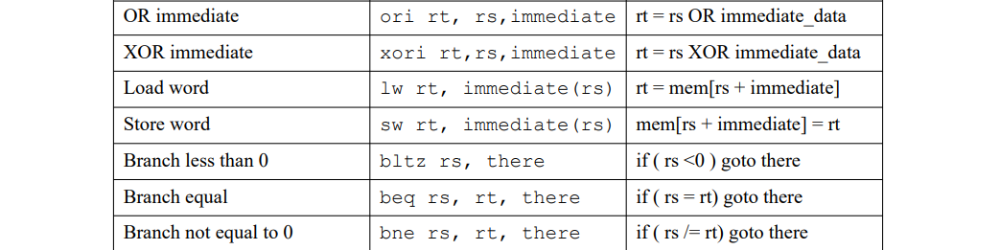 OR immediate ori rt, rs,immediate rt = rs OR immediate_data
XOR immediate xori rt,rs,immediate rt = rs XOR immediate_data
Load word lw rt, immediate(rs) rt = mem[rs + immediate]
Store word sw rt, immediate(rs) mem[rs + immediate] = rt
Branch less than 0 bltz rs, there if ( rs <0 ) goto there
Branch equal beq rs, rt, there if ( rs = rt) goto there
Branch not equal to 0 bne rs, rt, there if ( rs /= rt) goto there